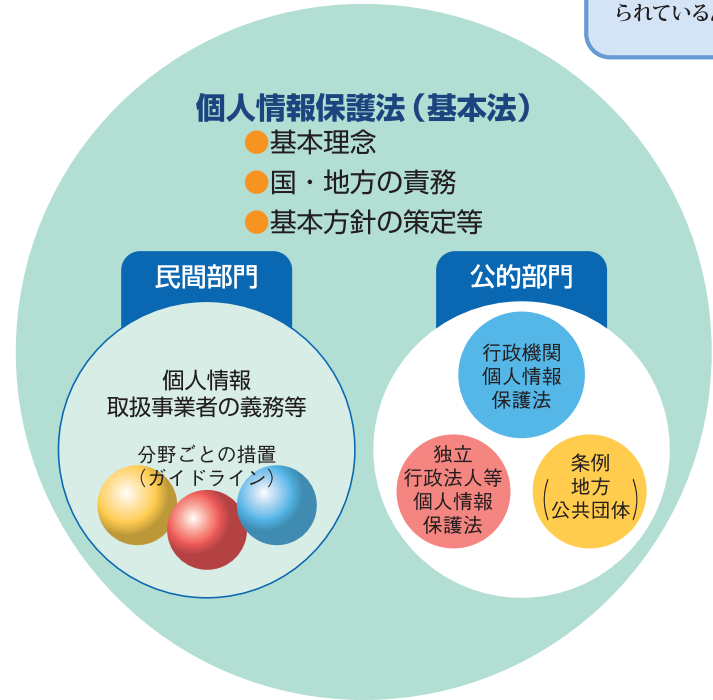 られている
個人情報保護法（基本法）
●基本理念
●国・地方の責務
●基本方針の策定等
民間部門
個人情報
取扱事業者の義務等
分野ごとの措置
（ガイドライン）
公的部門
行政機関
個人情報
保護法
独立
行政法人等
個人情報
保護法
条例
（地方
公共団体）